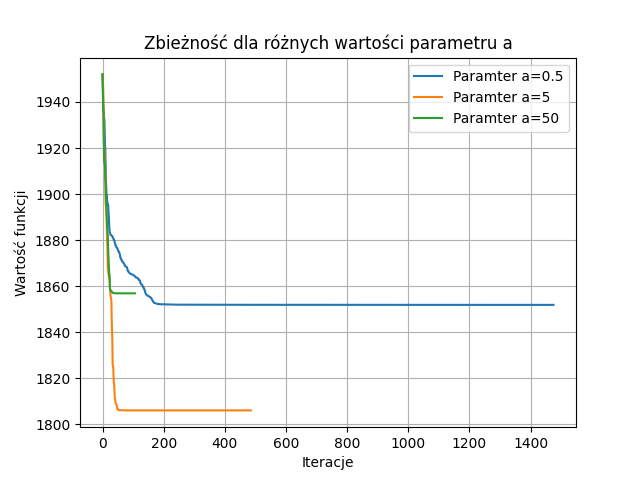 Zbieżność dla różnych wartości parametru a
Paramter a=0.5
Paramter a=5
Paramter a=50
Wartość funkcji
1940
1920
1900
1880
1860
1840
1820
1800
0 200 400 600 800 1000 1200 1400
Iteracje